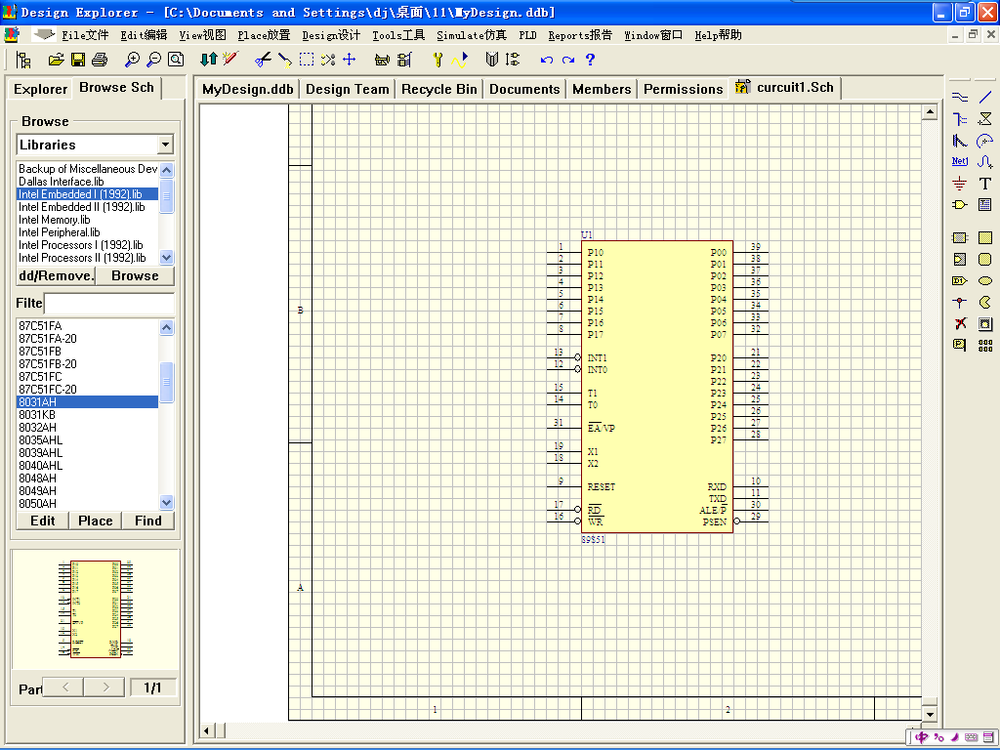 Design Explorer - [C:\Documents and Settings\dj\桌面\11\MyDesign.ddb]
File文件 Edit编辑 View视图 Place放置 Design设计 Tools工具 Simulate仿真 PLD Reports报告 Window窗口 Help帮助
Explorer Browse Sch
MyDesign.ddb Design Team Recycle Bin Documents Members Permissions curcuit1.Sch
Browse
Libraries
Backup of Miscellaneous Dev
Dallas Interface.lib
Intel Embedded I (1992).lib
Intel Embedded II (1992).lib
Intel Memory.lib
Intel Peripheral.lib
Intel Processors I (1992).lib
Intel Processors II (1992).lib
dd/Remove. Browse
Filte
87C51FA
87C51FA-20
87C51FB
87C51FB-20
87C51FC
87C51FC-20
8031AH
8031KB
8032AH
8035AHL
8039AHL
8040AHL
8048AH
8049AH
8050AH
Edit Place Find
Part < > 1/1
B
A
1 2
U1
1 P10 P00 39
2 P11 P01 38
3 P12 P02 37
4 P13 P03 36
5 P14 P04 35
6 P15 P05 34
7 P16 P06 33
8 P17 P07 32
13 INT1 P20 21
12 INT0 P21 22
P22 23
15 T1 P23 24
14 T0 P24 25
P25 26
31 EA/VP P26 27
P27 28
19 X1
18 X2
9 RESET RXD 10
TXD 11
17 RD ALE/P 30
16 WR PSEN 29
89851
Net1
T
D1
P
中